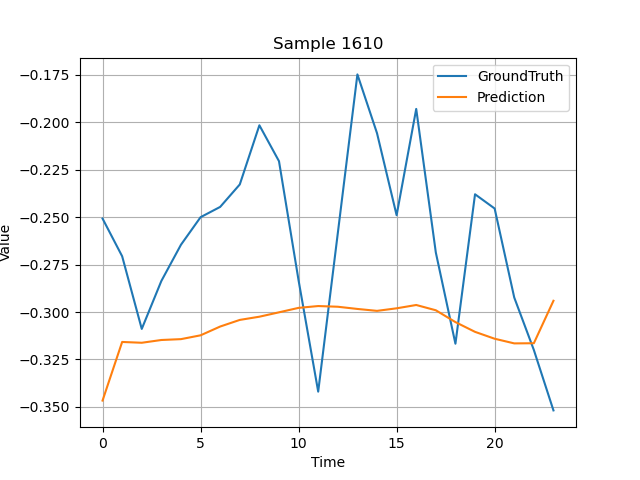 Sample 1610
GroundTruth
Prediction
−0.175
−0.200
−0.225
−0.250
−0.275
−0.300
−0.325
−0.350
Value
0 5 10 15 20
Time